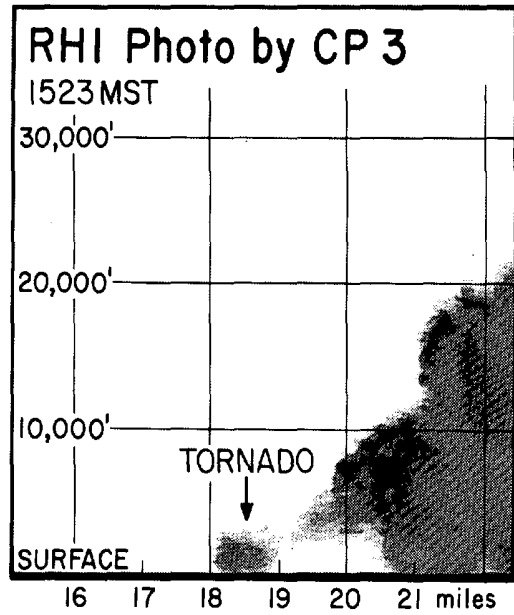 RHI Photo by CP 3
1523 MST
30,000'
20,000'
10,000'
TORNADO
SURFACE
16 17 18 19 20 21 miles